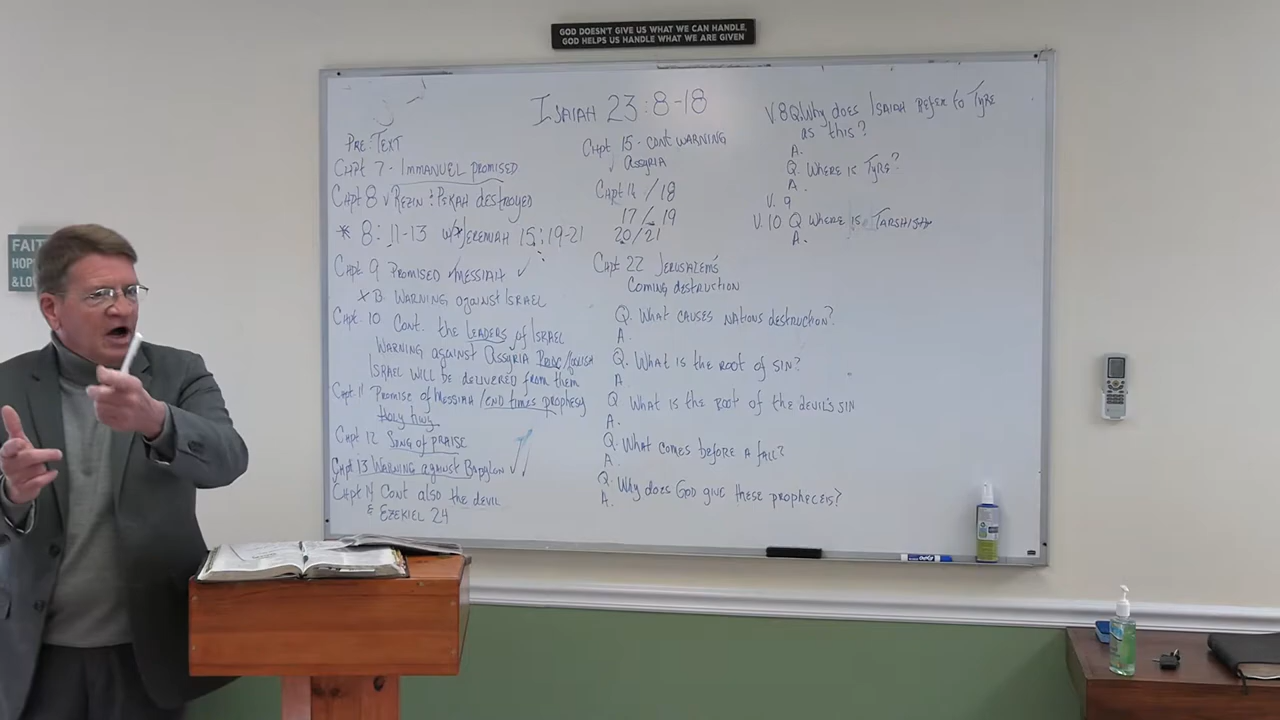 GOD DOESN'T GIVE US WHAT WE CAN HANDLE,
GOD HELPS US HANDLE WHAT WE ARE GIVEN
FAIT
HOP
&LO
ISAIAH 23:8-18
PRE:TEXT
CHPT 7 - IMMANUEL PROMISED
CHPT 8 REZIN & PEKAH destROYED
* 8:11-13 W/ JEREMIAH 15:19-21
CHPT 9 PROMISED MESSIAH ✓
X B. WARNING AgAINST ISRAEL
CHPT. 10 CONT. the LEADERS of ISRAEL
WARNING AgAINST ASSYRIA PRIDE/foolish
ISRAEL WILL BE delIVERED FROM them
CHPT 11 PROMISE of MESSIAH/END TIMES prophesy
HOLY HWY
CHPT 12 SONg of PRAISE
CHPT 13 WARNINg AgAINST BABYLON
CHPT 14 CONT Also the devIL
& EZEKIEL 24
CHPT 15 - CONT WARNING
ASSYRIA
CHPT 16/18
17/19
20/21
CHPT 22 JERUSALEM'S
COMING destRUCTION
Q. WHAT CAUSES NATIONS destRUCTION?
A.
Q. WHAT IS the ROOT of SIN?
A
Q WHAT IS the ROOT of the devIL'S SIN
A.
Q. WHAT COMES before A fALL?
A.
Q. WHy does GOD gIVE these prophecEIS?
A.
V 8 Q. Why does ISAIAH REfER to TYRE
AS this?
A.
Q. WHERE IS TYRE?
A
V. 9
V. 10 Q WHERE IS TARSHISH
A.
EXPO